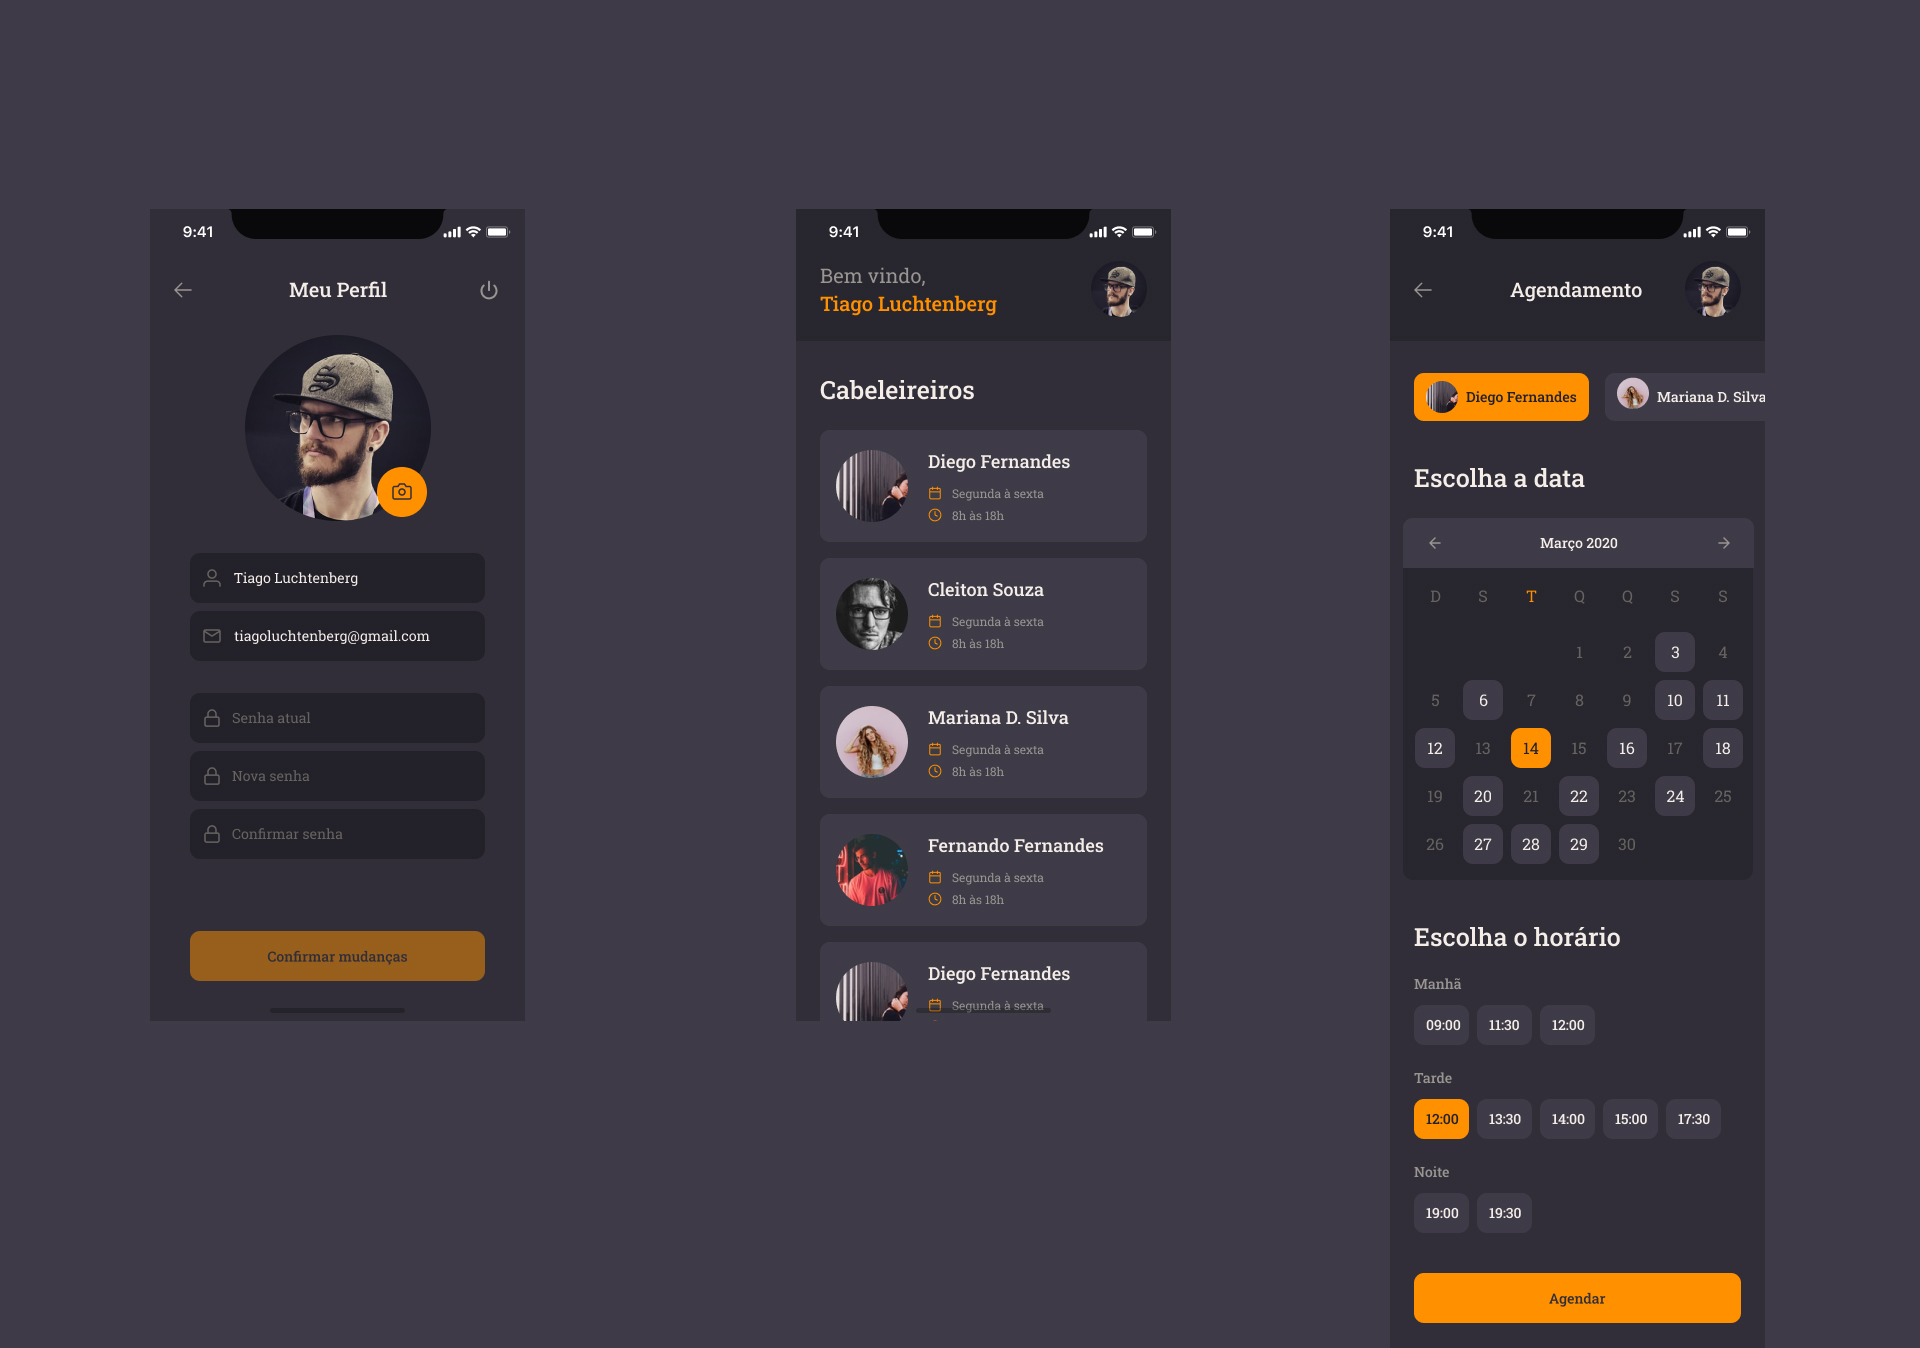 9:41
Meu Perfil
Tiago Luchtenberg
tiagoluchtenberg@gmail.com
Senha atual
Nova senha
Confirmar senha
Confirmar mudanças
9:41
Bem vindo,
Tiago Luchtenberg
Cabeleireiros
Diego Fernandes
Segunda à sexta
8h às 18h
Cleiton Souza
Segunda à sexta
8h às 18h
Mariana D. Silva
Segunda à sexta
8h às 18h
Fernando Fernandes
Segunda à sexta
8h às 18h
Diego Fernandes
Segunda à sexta
9:41
Agendamento
Diego Fernandes Mariana D. Silva
Escolha a data
Março 2020
D S T Q Q S S
1 2 3 4
5 6 7 8 9 10 11
12 13 14 15 16 17 18
19 20 21 22 23 24 25
26 27 28 29 30
Escolha o horário
Manhã
09:00 11:30 12:00
Tarde
12:00 13:30 14:00 15:00 17:30
Noite
19:00 19:30
Agendar